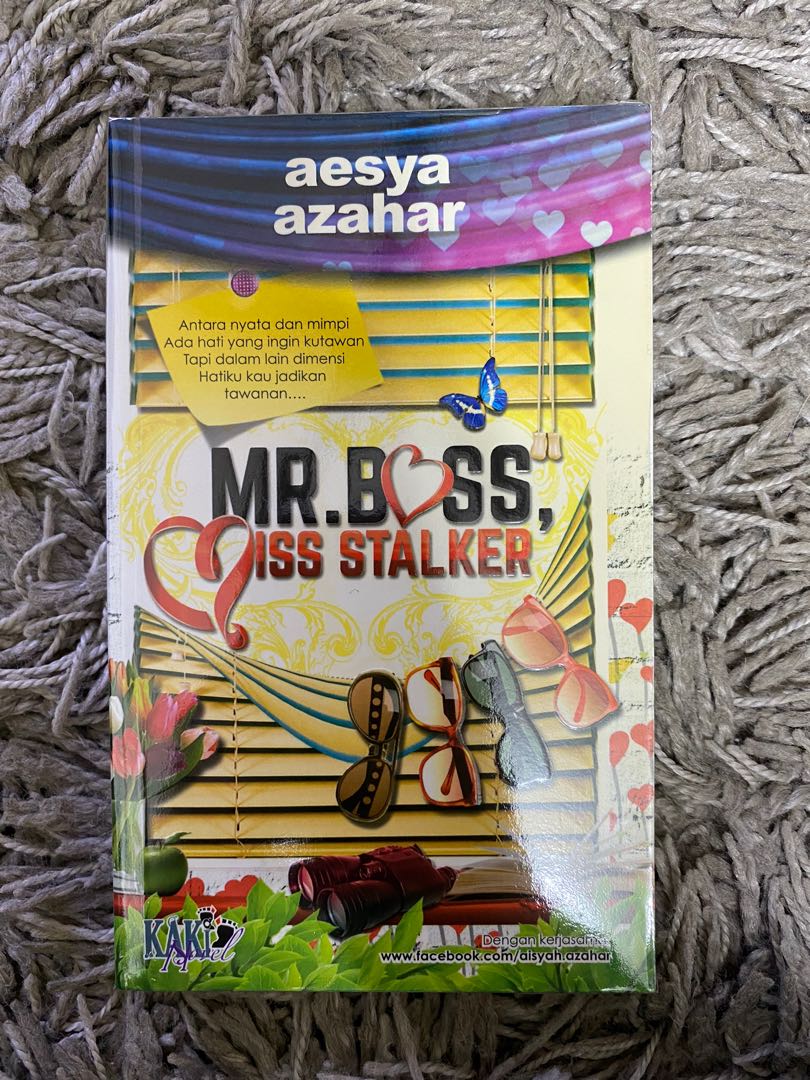 aesya
azahar
Antara nyata dan mimpi
Ada hati yang ingin kutawan
Tapi dalam lain dimensi
Hatiku kau jadikan
tawanan....
MR.BOSS,
MISS STALKER
KAKI
Novel
Dengan kerjasama
www.facebook.com/aisyah.azahar